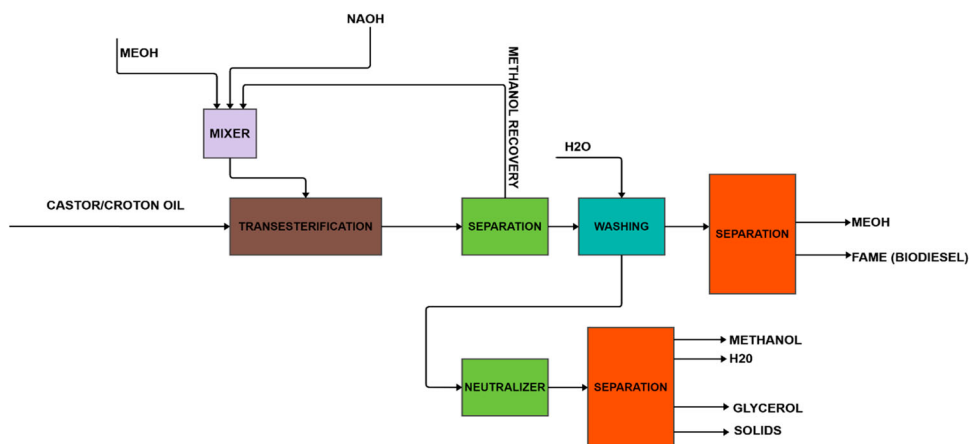 NAOH
MEOH
METHANOL RECOVERY
MIXER
H2O
CASTOR/CROTON OIL
TRANSESTERIFICATION
SEPARATION
WASHING
SEPARATION
MEOH
FAME (BIODIESEL)
METHANOL
H20
NEUTRALIZER
SEPARATION
GLYCEROL
SOLIDS